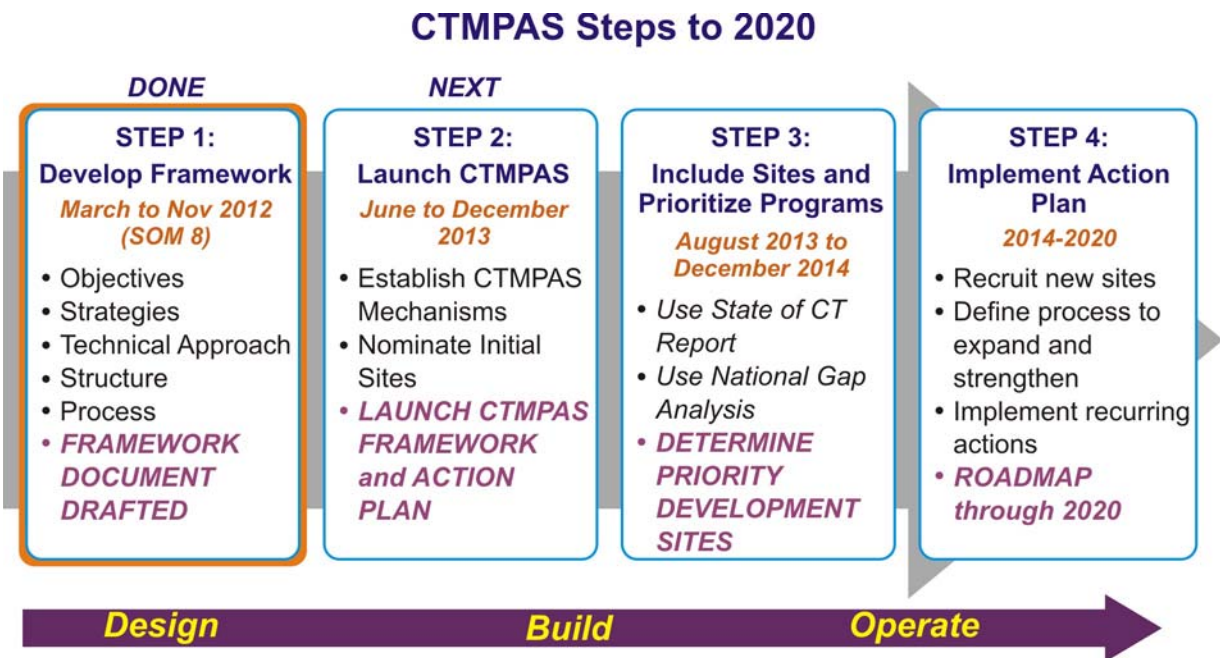 CTMPAS Steps to 2020
DONE
STEP 1:
Develop Framework
March to Nov 2012
(SOM 8)
• Objectives
• Strategies
• Technical Approach
• Structure
• Process
• FRAMEWORK
DOCUMENT
DRAFTED
NEXT
STEP 2:
Launch CTMPAS
June to December
2013
• Establish CTMPAS
Mechanisms
• Nominate Initial
Sites
• LAUNCH CTMPAS
FRAMEWORK
and ACTION
PLAN
STEP 3:
Include Sites and
Prioritize Programs
August 2013 to
December 2014
• Use State of CT
Report
• Use National Gap
Analysis
• DETERMINE
PRIORITY
DEVELOPMENT
SITES
STEP 4:
Implement Action
Plan
2014-2020
• Recruit new sites
• Define process to
expand and
strengthen
• Implement recurring
actions
• ROADMAP
through 2020
Design
Build
Operate